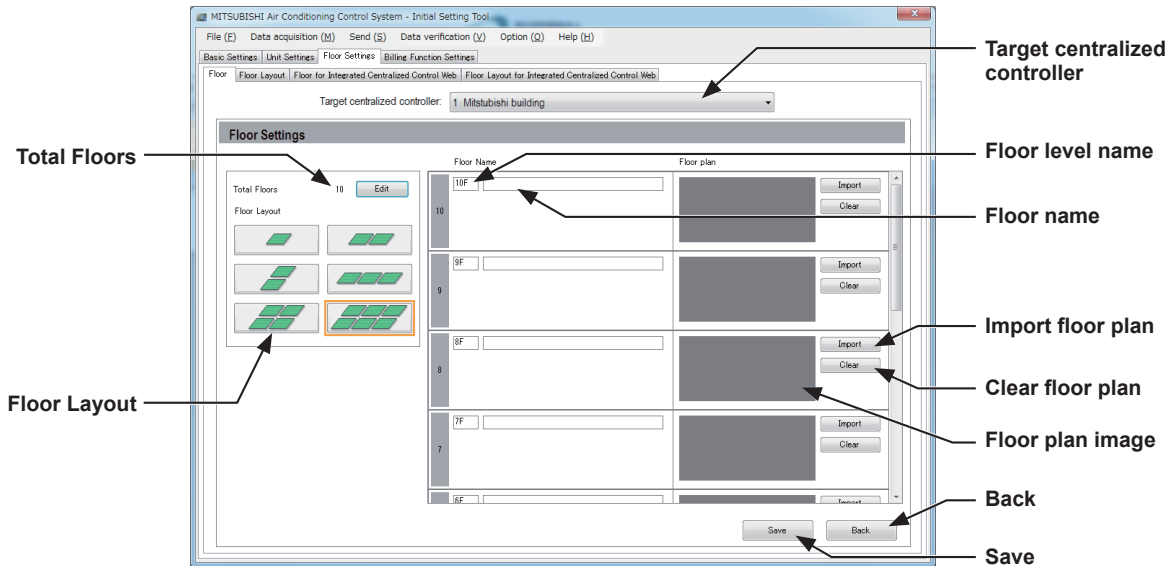 MITSUBISHI Air Conditioning Control System - Initial Setting Tool
File (F) Data acquisition (M) Send (S) Data verification (V) Option (O) Help (H)
Basic Settings Unit Settings Floor Settings Billing Function Settings
Floor Floor Layout Floor for Integrated Centralized Control Web Floor Layout for Integrated Centralized Control Web
Target centralized controller: 1 Mitstubishi building
Target centralized
controller
Floor Settings
Total Floors
Floor Name Floor plan
Floor level name
Total Floors 10 Edit
10 10F Import
Clear
Floor name
Floor Layout
9 9F Import
Clear
8 8F Import
Clear
Import floor plan
Clear floor plan
Floor Layout
7 7F Import
Clear
Floor plan image
6F Import
Back
Save Back
Save